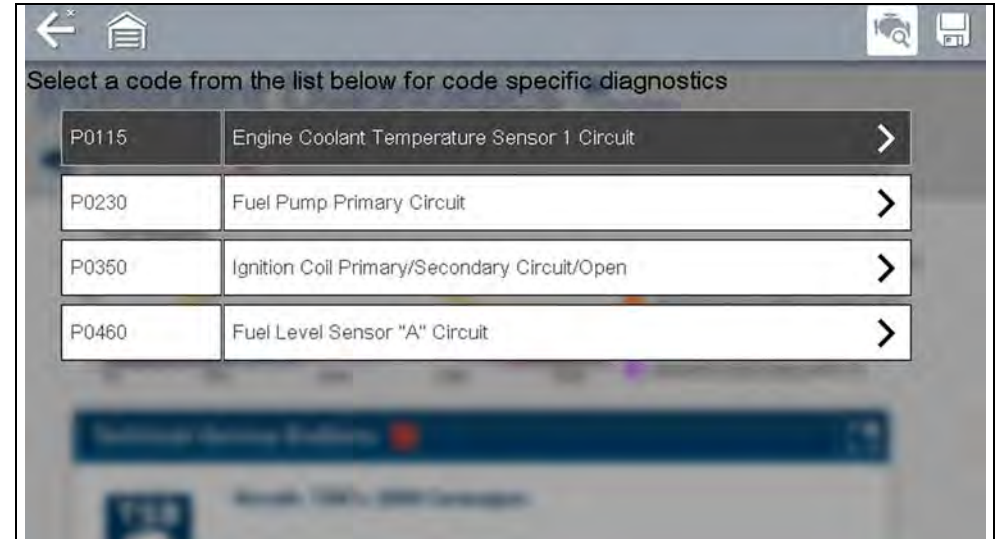 Select a code from the list below for code specific diagnostics
P0115 Engine Coolant Temperature Sensor 1 Circuit
P0230 Fuel Pump Primary Circuit
P0350 Ignition Coil Primary/Secondary Circuit/Open
P0460 Fuel Level Sensor "A" Circuit
TSB